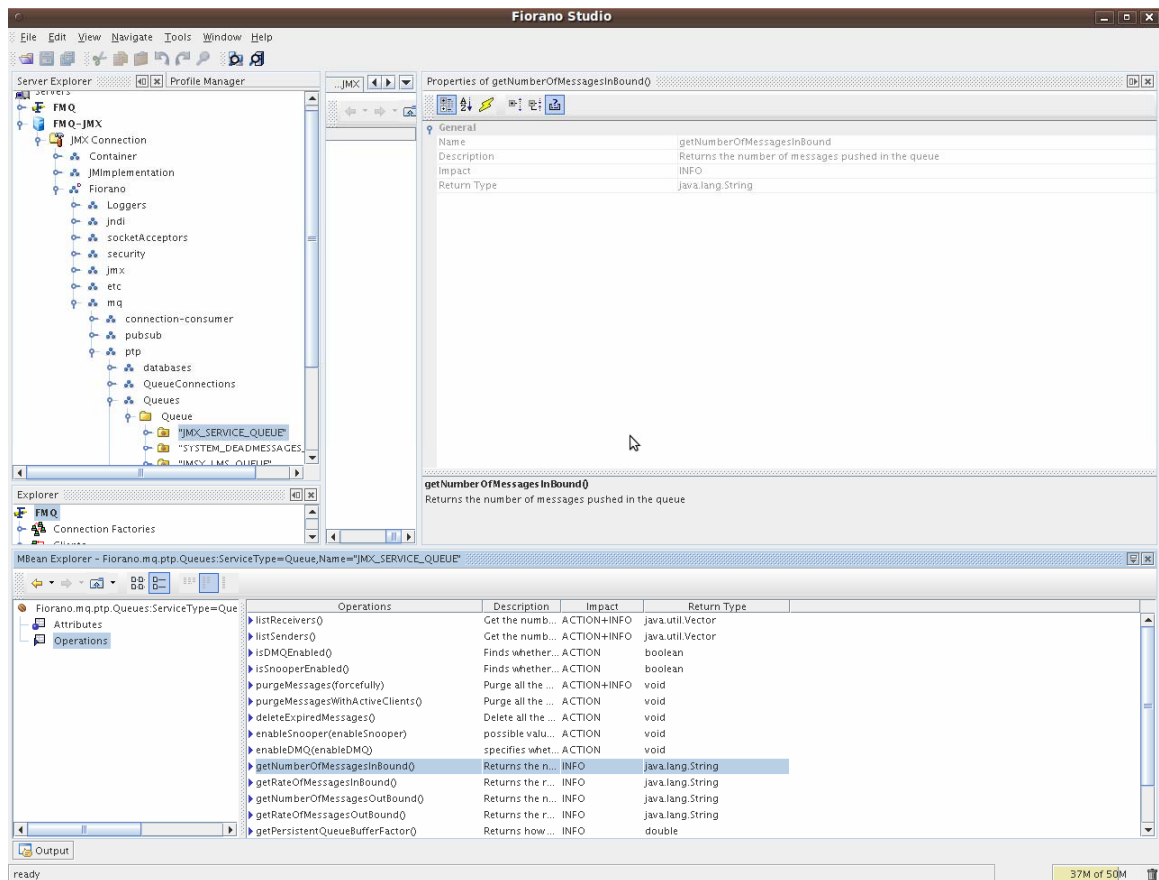 Fiorano Studio
File Edit View Navigate Tools Window Help
Server Explorer
Profile Manager
Servers
FMQ
FMQ-JMX
JMX Connection
Container
JMImplementation
Fiorano
Loggers
jndi
socketAcceptors
security
jmx
etc
mq
connection-consumer
pubsub
ptp
databases
QueueConnections
Queues
Queue
"JMX_SERVICE_QUEUE"
"SYSTEM_DEADMESSAGES_
"JMSX_LMS_QUEUE"
Explorer
FMQ
Connection Factories
...JMX
Properties of getNumberOfMessagesInBound()
General
Name getNumberOfMessagesInBound
Description Returns the number of messages pushed in the queue
Impact INFO
Return Type java.lang.String
getNumberOfMessagesInBound()
Returns the number of messages pushed in the queue
MBean Explorer - Fiorano.mq.ptp.Queues:ServiceType=Queue,Name="JMX_SERVICE_QUEUE"
Fiorano.mq.ptp.Queues:ServiceType=Que
Attributes
Operations
Operations Description Impact Return Type
listReceivers() Get the numb... ACTION+INFO java.util.Vector
listSenders() Get the numb... ACTION+INFO java.util.Vector
isDMQEnabled() Finds whether... ACTION boolean
isSnooperEnabled() Finds whether... ACTION boolean
purgeMessages(forcefully) Purge all the ... ACTION+INFO void
purgeMessagesWithActiveClients() Purge all the ... ACTION void
deleteExpiredMessages() Delete all the ... ACTION void
enableSnooper(enableSnooper) possible valu... ACTION void
enableDMQ(enableDMQ) specifies whet... ACTION void
getNumberOfMessagesInBound() Returns the n... INFO java.lang.String
getRateOfMessagesInBound() Returns the r... INFO java.lang.String
getNumberOfMessagesOutBound() Returns the n... INFO java.lang.String
getRateOfMessagesOutBound() Returns the r... INFO java.lang.String
getPersistentQueueBufferFactor() Returns how ... INFO double
Output
ready
37M of 50M